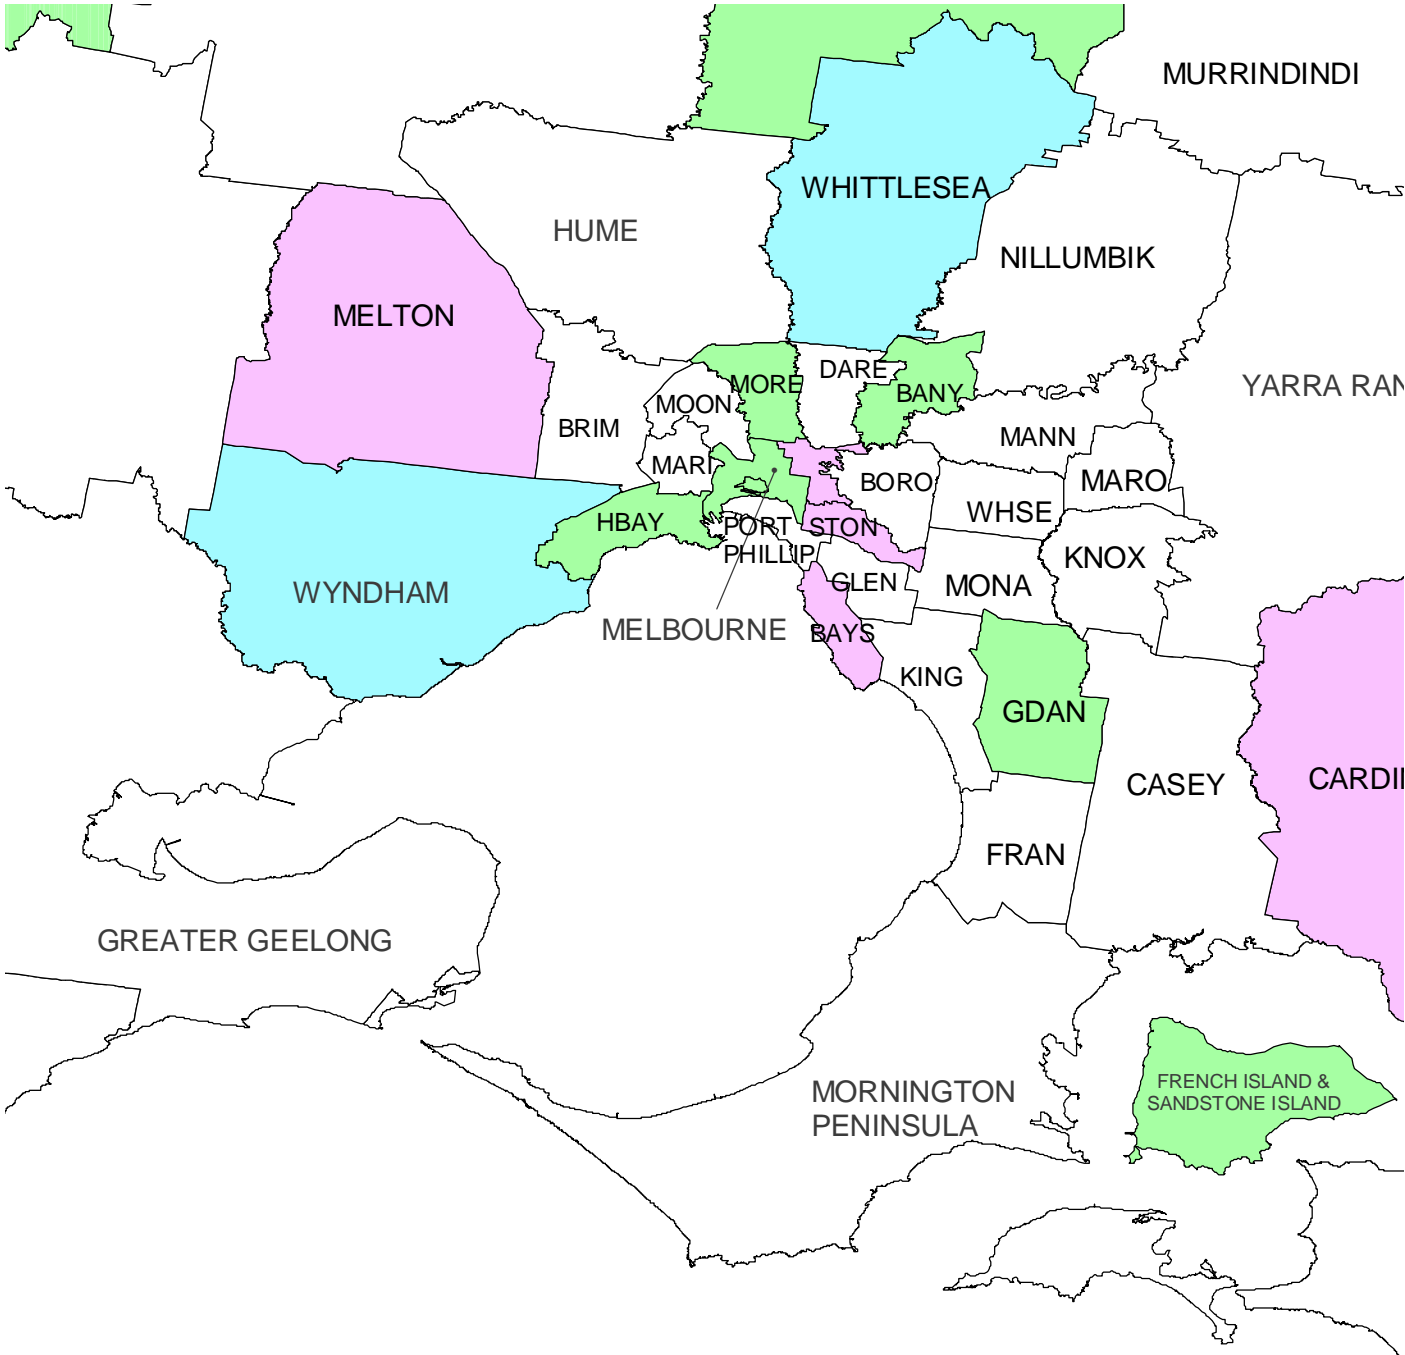 MURRINDINDI
WHITTLESEA
HUME
NILLUMBIK
MELTON
DARE
MORE
YARRA RAN
BANY
MOON
BRIM
MANN
MARI
MARO
BORO
WHSE
HBAY
PORT
PHILLIP
STON
KNOX
GLEN
MONA
WYNDHAM
MELBOURNE
BAYS
KING
GDAN
CASEY
CARDI
FRAN
GREATER GEELONG
FRENCH ISLAND &
SANDSTONE ISLAND
MORNINGTON
PENINSULA